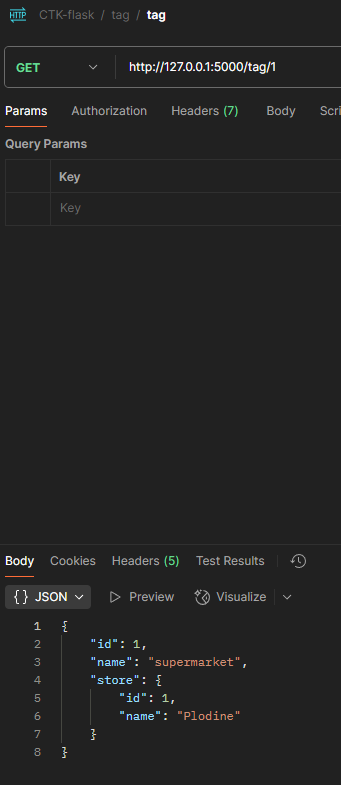 HTTP CTK-flask / tag / tag
GET http://127.0.0.1:5000/tag/1
Params Authorization Headers (7) Body Scri
Query Params
Key
Key
Body Cookies Headers (5) Test Results
{} JSON Preview Visualize
1 {
2 "id": 1,
3 "name": "supermarket",
4 "store": {
5 "id": 1,
6 "name": "Plodine"
7 }
8 }